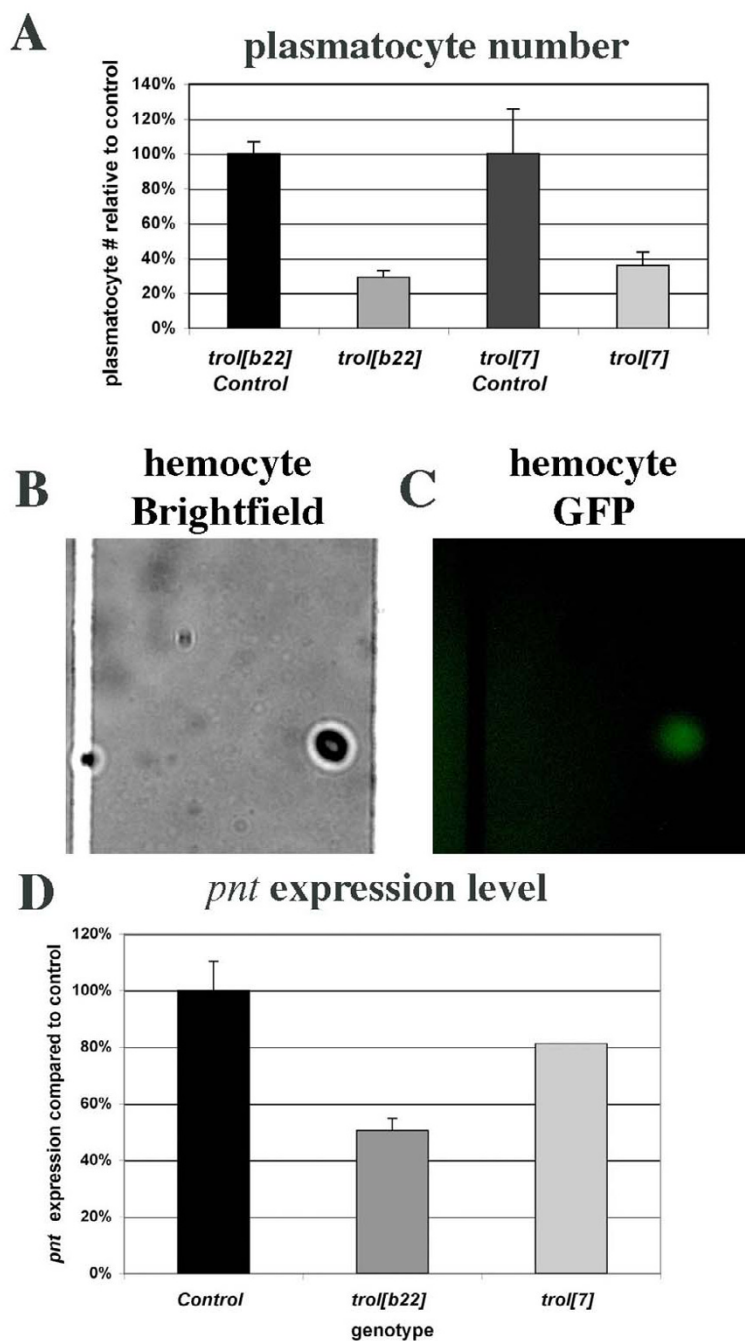 A
plasmatocyte number
plasmatocyte # relative to control
140%
120%
100%
80%
60%
40%
20%
0%
trol[b22] Control
trol[b22]
trol[7] Control
trol[7]
B
hemocyte
Brightfield
C
hemocyte
GFP
D
pnt expression level
pnt expression compared to control
120%
100%
80%
60%
40%
20%
0%
Control
trol[b22]
trol[7]
genotype